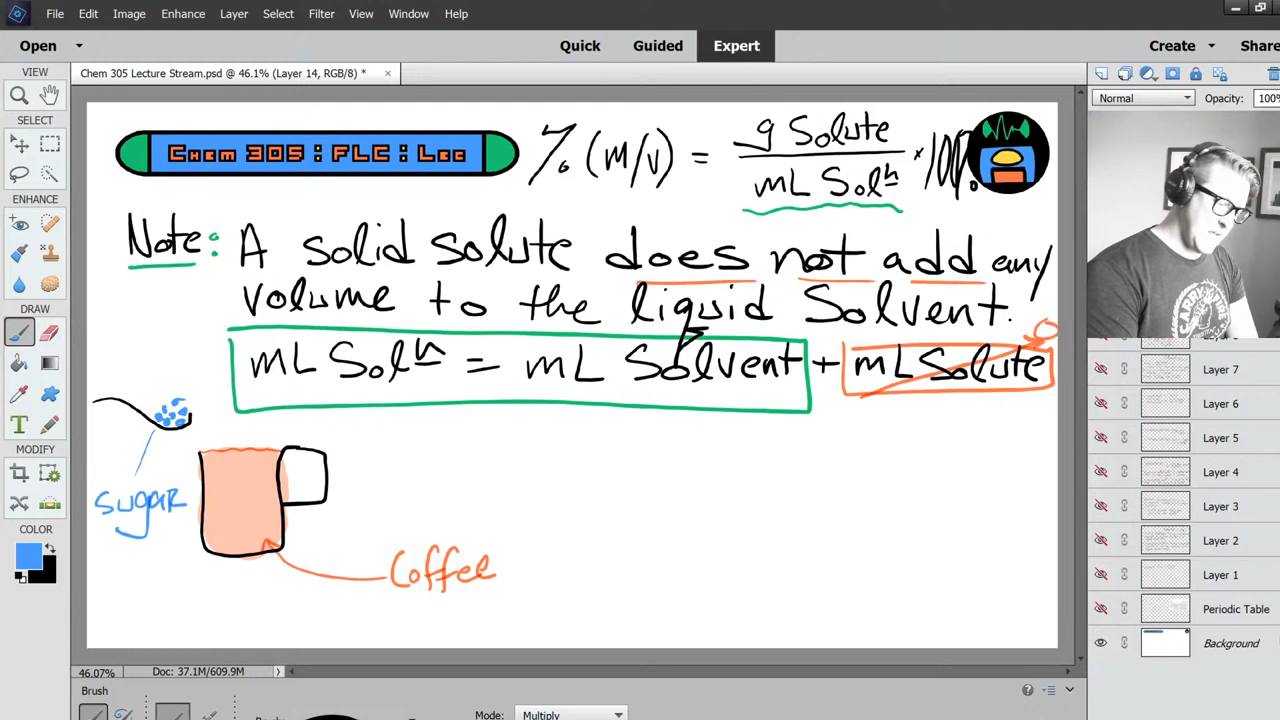 File Edit Image Enhance Layer Select Filter View Window Help
Open Quick Guided Expert Create Share
Chem 305 Lecture Stream.psd @ 46.1% (Layer 14, RGB/8) * ×
VIEW
SELECT
ENHANCE
DRAW
MODIFY
COLOR
Normal Opacity: 100%
Chem 305 : FLC : Lec
% (m/v) = g Solute / mL Solⁿ * 100%
Note: A solid solute does not add any
volume to the liquid Solvent.
mL Solⁿ = mL Solvent + mL Solute
O
sugar
Coffee
Layer 7
Layer 6
Layer 5
Layer 4
Layer 3
Layer 2
Layer 1
Periodic Table
Background
46.07% Doc: 37.1M/609.9M
Brush
Mode: Multiply